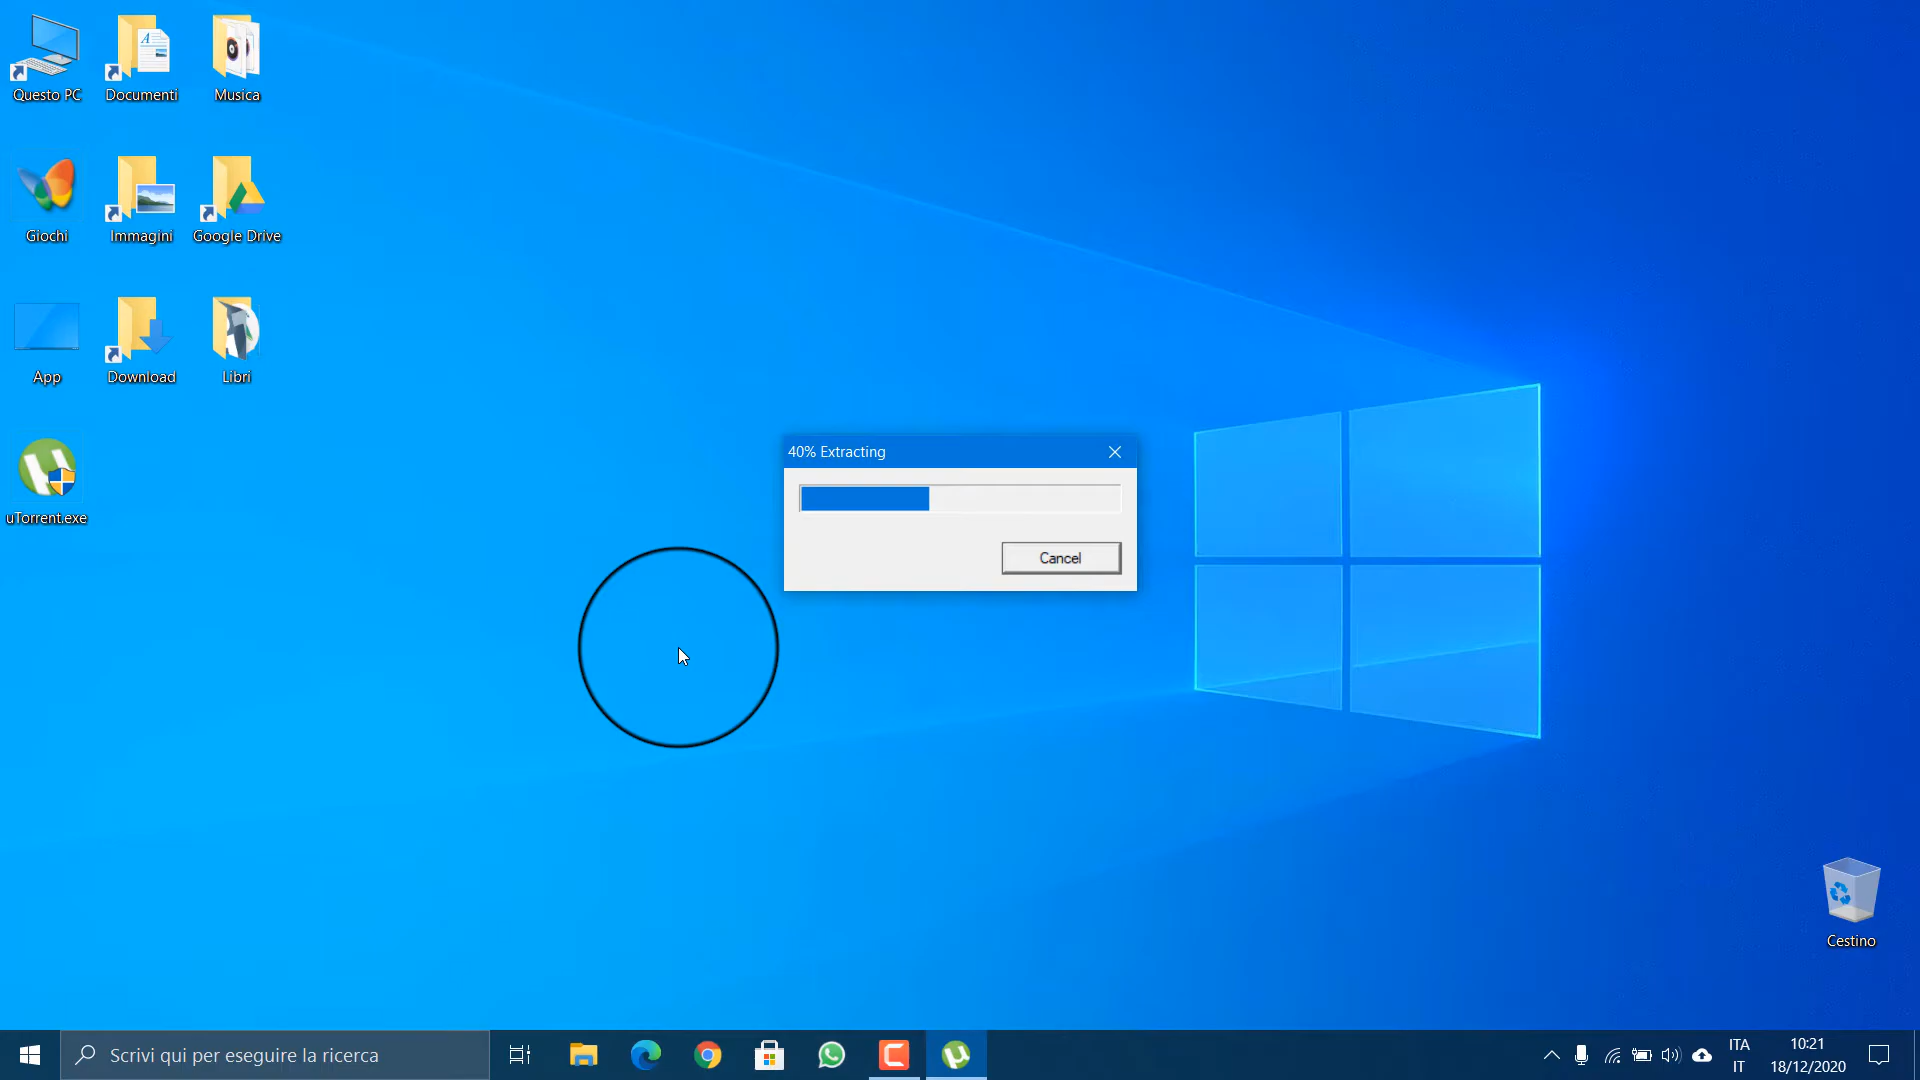 Questo PC
Documenti
Musica
Giochi
Immagini
Google Drive
App
Download
Libri
uTorrent.exe
40% Extracting
Cancel
Cestino
Scrivi qui per eseguire la ricerca
ITA
IT
10:21
18/12/2020